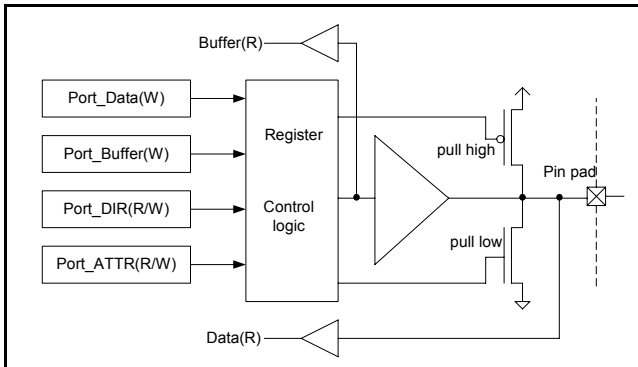 Buffer(R)
Port_Data(W)
Port_Buffer(W)
Port_DIR(R/W)
Port_ATTR(R/W)
Register
Control
logic
pull high
Pin pad
pull low
Data(R)